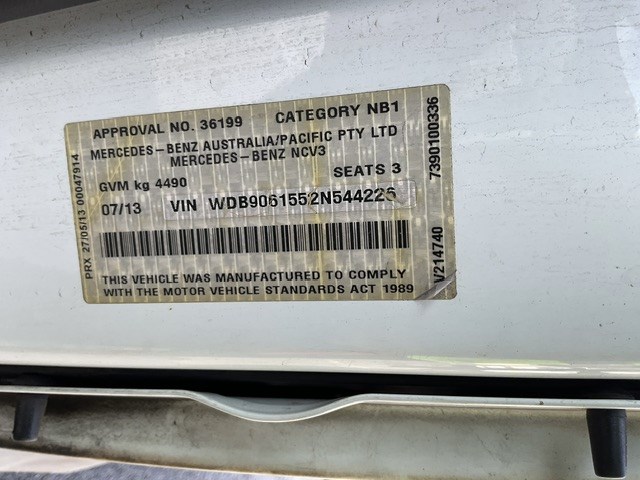 APPROVAL NO. 36199 CATEGORY NB1
MERCEDES-BENZ AUSTRALIA/PACIFIC PTY LTD
MERCEDES-BENZ NCV3
GVM kg 4490 SEATS 3
07/13 VIN WDB9061552N544226
THIS VEHICLE WAS MANUFACTURED TO COMPLY
WITH THE MOTOR VEHICLE STANDARDS ACT 1989
PRX 27/05/13 00047914
V214740 7390100336